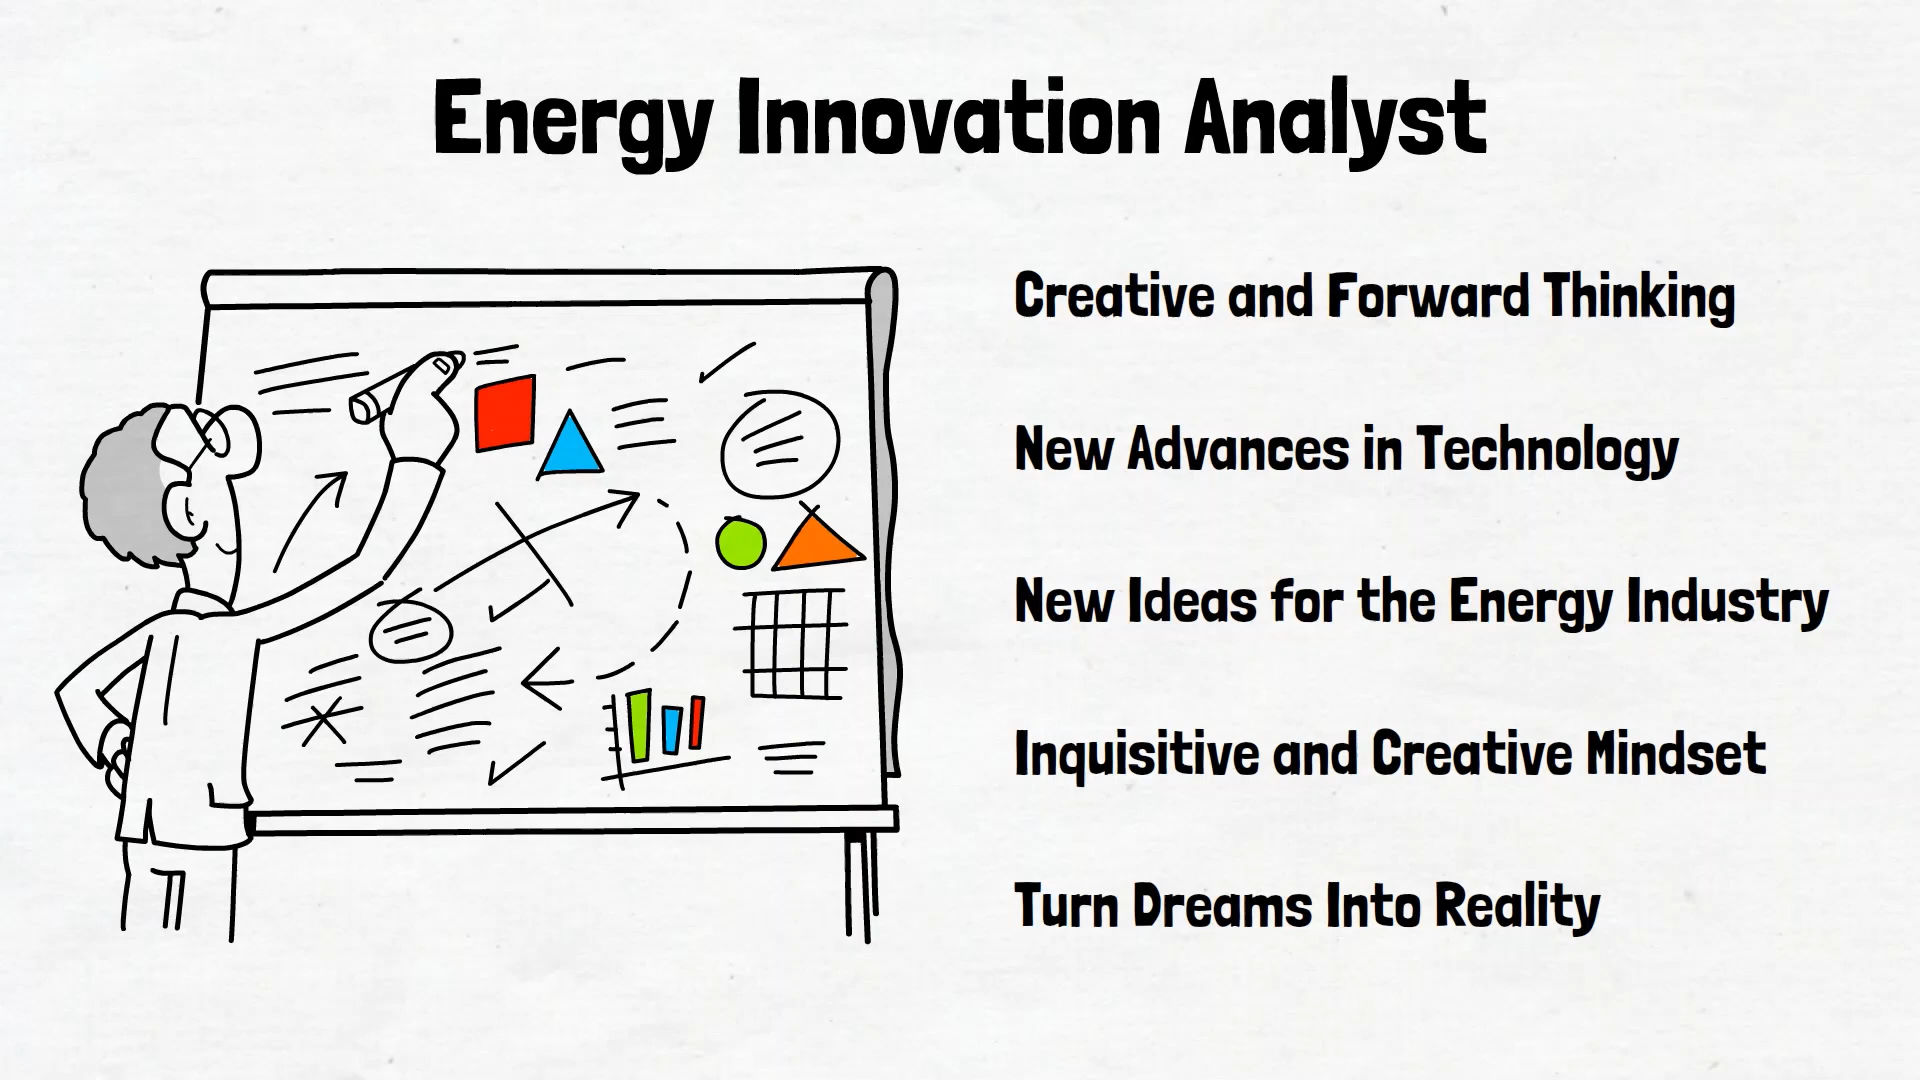 Energy Innovation Analyst
Creative and Forward Thinking
New Advances in Technology
New Ideas for the Energy Industry
Inquisitive and Creative Mindset
Turn Dreams Into Reality